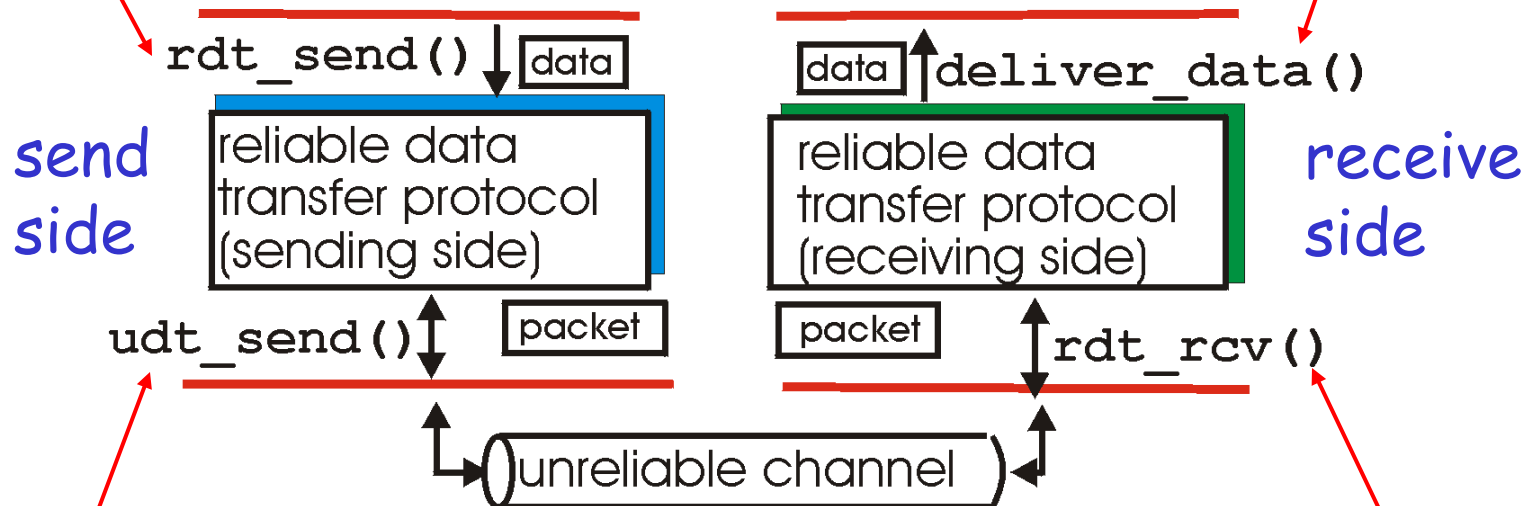 rdt_send()
data
data
deliver_data()
send
side
reliable data
transfer protocol
(sending side)
reliable data
transfer protocol
(receiving side)
receive
side
udt_send()
packet
packet
rdt_rcv()
unreliable channel